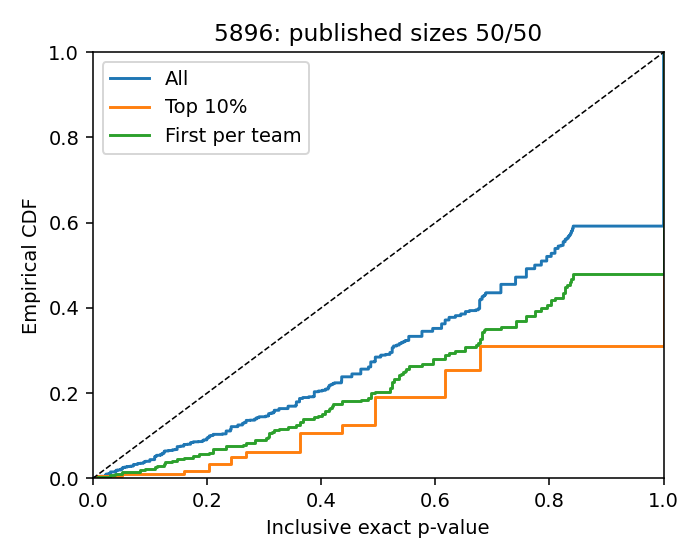 5896: published sizes 50/50
All
Top 10%
First per team
Empirical CDF
1.0
0.8
0.6
0.4
0.2
0.0
0.0 0.2 0.4 0.6 0.8 1.0
Inclusive exact p-value